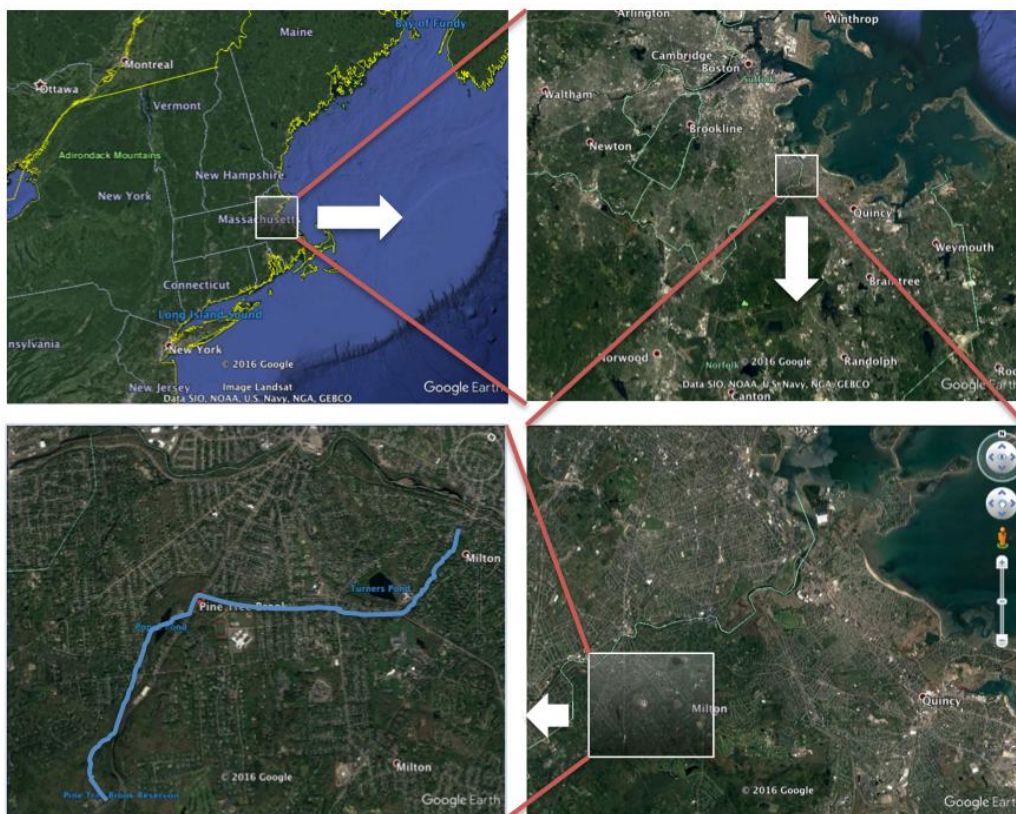 Bay of Fundy
Maine
Montreal
Ottawa
Vermont
Adirondack Mountains
New York
New Hampshire
Massachusetts
Connecticut
Long Island Sound
nsylvania
New York
© 2016 Google
New Jersey
Image Landsat
Data SIO, NOAA, U.S. Navy, NGA, GEBCO
Google Earth
Arlington
Winthrop
Cambridge
Boston
Suffolk
Waltham
Brookline
Newton
Quincy
Weymouth
Braintree
Norwood
Norfolk
© 2016 Google
Randolph
Roc
Data SIO, NOAA, U.S. Navy, NGA, GEBCO
Canton
Google Earth
Milton
Turners Pond
Pine Tree Brook
Popes Pond
Milton
© 2016 Google
Pine Tree Brook Reservoir
Google Earth
N
Milton
Quincy
© 2016 Google
Google Earth